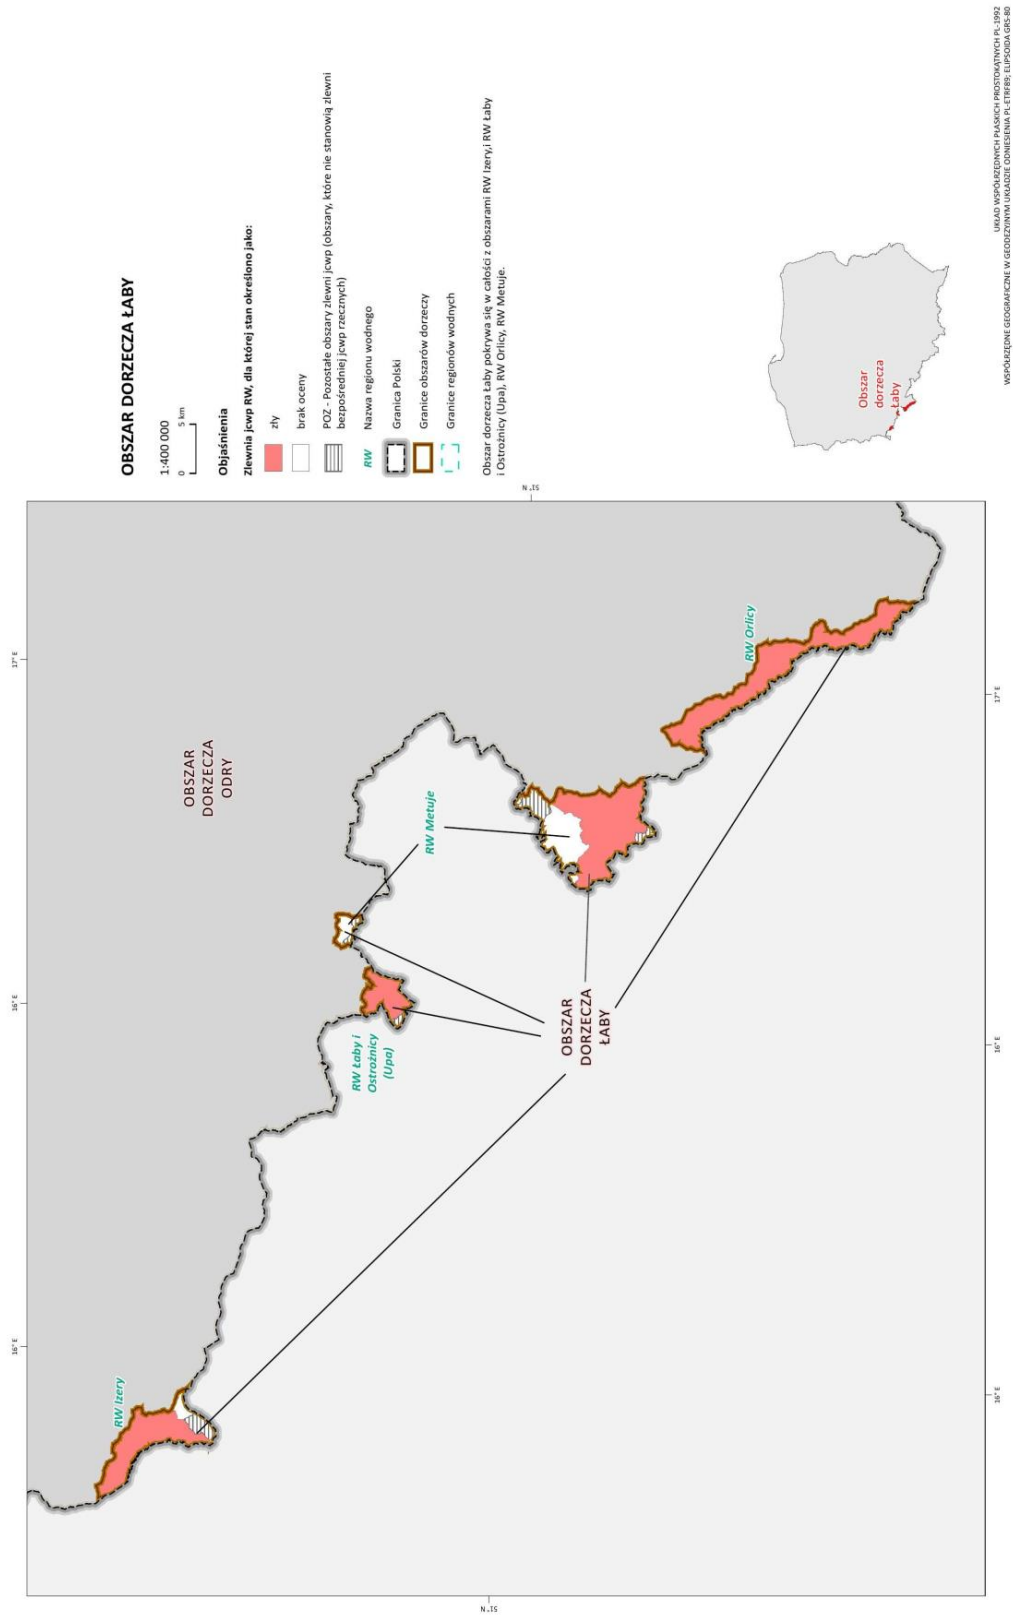 OBSZAR DORZECZA ŁABY
1:400 000
0 5 km
Objaśnienia
Zlewnia jcwp RW, dla której stan określono jako:
zły
brak oceny
POZ - Pozostałe obszary zlewni jcwp (obszary, które nie stanowią zlewni
bezpośredniej jcwp rzecznych)
RW Nazwa regionu wodnego
Granica Polski
Granice obszarów dorzeczy
Granice regionów wodnych
Obszar dorzecza Łaby pokrywa się w całości z obszarami RW Izery,i RW Łaby
i Ostrożnicy (Upa), RW Orlicy, RW Metuje.
Obszar
dorzecza
Łaby
UKŁAD WSPÓŁRZĘDNYCH PŁASKICH PROSTOKĄTNYCH PL-1992
WSPÓŁRZĘDNE GEOGRAFICZNE W GEODEZYJNYM UKŁADZIE ODNIESIENIA PL-ETRF89; ELIPSOIDA GRS-80
16° E
16° E
17° E
51° N
51° N
16° E
16° E
17° E
OBSZAR
DORZECZA
ODRY
RW Izery
RW Łaby i
Ostrożnicy
(Upa)
RW Metuje
RW Orlicy
OBSZAR
DORZECZA
ŁABY